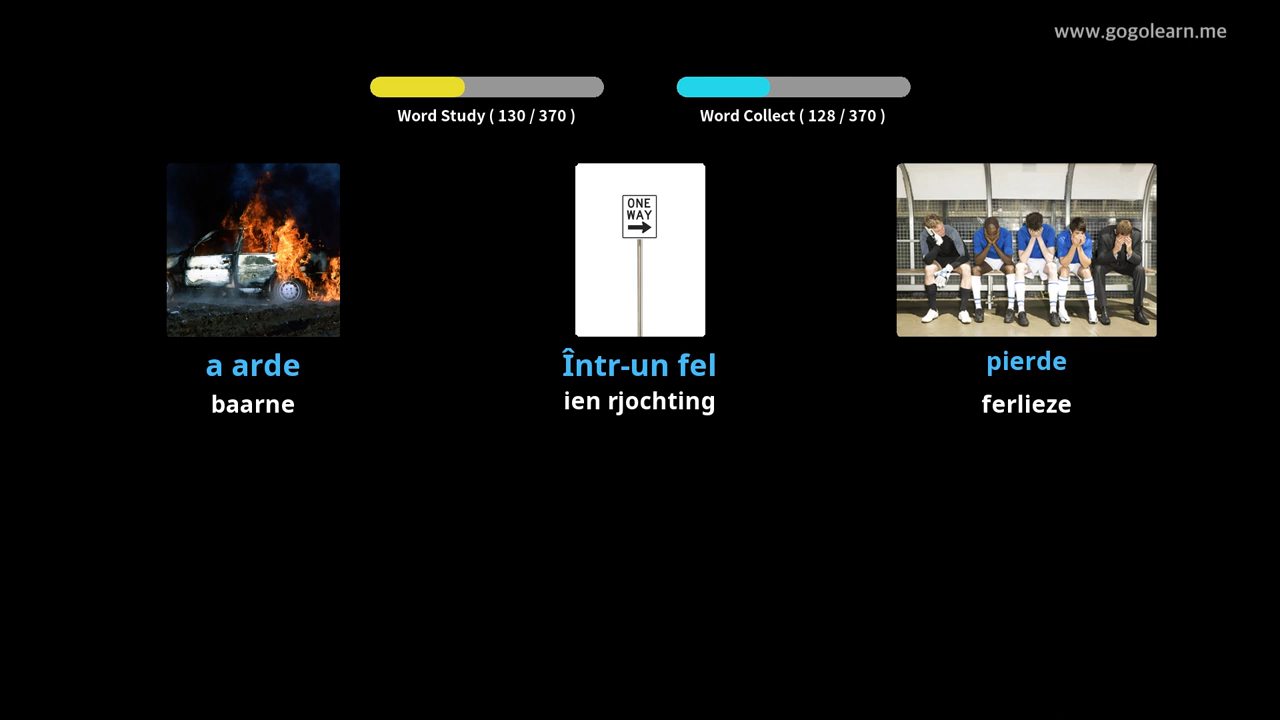 www.gogolearn.me
Word Study ( 130 / 370 )
Word Collect ( 128 / 370 )
ONE
WAY
a arde
baarne
Într-un fel
ien rjochting
pierde
ferlieze